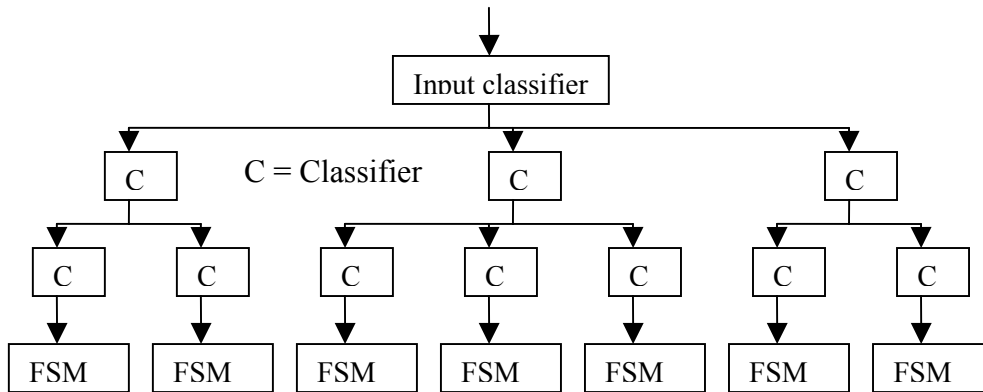 Input classifier
C = Classifier
C C C
C C C C C C C
FSM FSM FSM FSM FSM FSM FSM